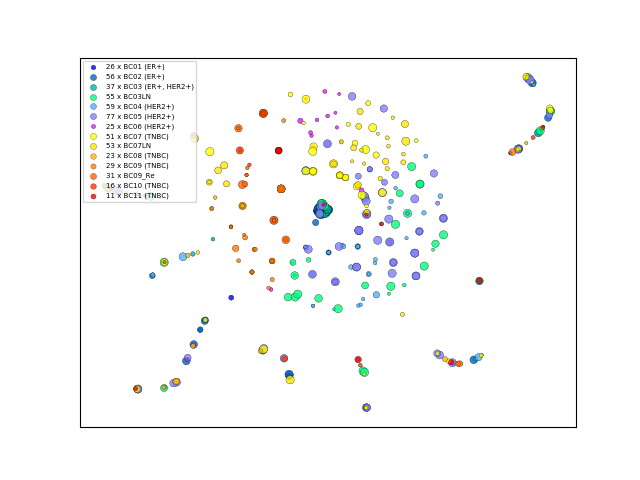 26 x BC01 (ER+)
56 x BC02 (ER+)
37 x BC03 (ER+, HER2+)
55 x BC03LN
59 x BC04 (HER2+)
77 x BC05 (HER2+)
25 x BC06 (HER2+)
51 x BC07 (TNBC)
53 x BC07LN
23 x BC08 (TNBC)
29 x BC09 (TNBC)
31 x BC09_Re
16 x BC10 (TNBC)
11 x BC11 (TNBC)